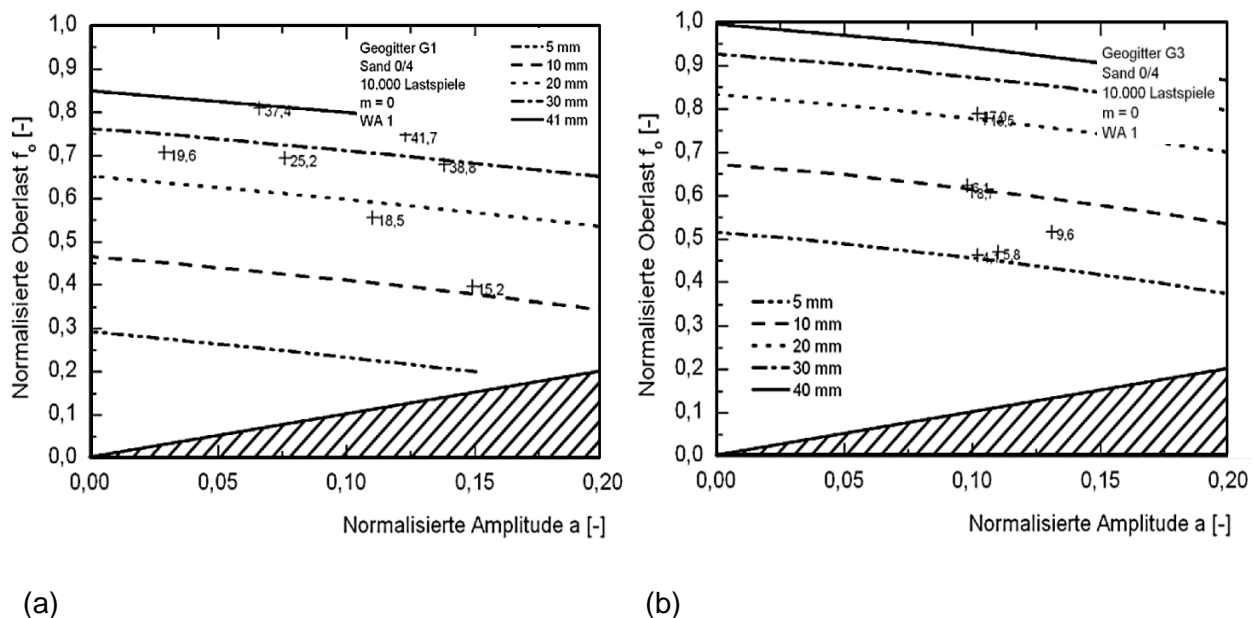 Normalisierte Oberlast fo [-]
1,0
0,9
0,8
0,7
0,6
0,5
0,4
0,3
0,2
0,1
0,0
Geogitter G1
Sand 0/4
10.000 Lastspiele
m = 0
WA 1
5 mm
10 mm
20 mm
30 mm
41 mm
37,4
41,7
19,6
25,2
38,8
18,5
15,2
0,00
0,05
0,10
0,15
0,20
Normalisierte Amplitude a [-]
(a)
Normalisierte Oberlast fo [-]
1,0
0,9
0,8
0,7
0,6
0,5
0,4
0,3
0,2
0,1
0,0
Geogitter G3
Sand 0/4
10.000 Lastspiele
m = 0
WA 1
9,6
5,8
5 mm
10 mm
20 mm
30 mm
40 mm
0,00
0,05
0,10
0,15
0,20
Normalisierte Amplitude a [-]
(b)